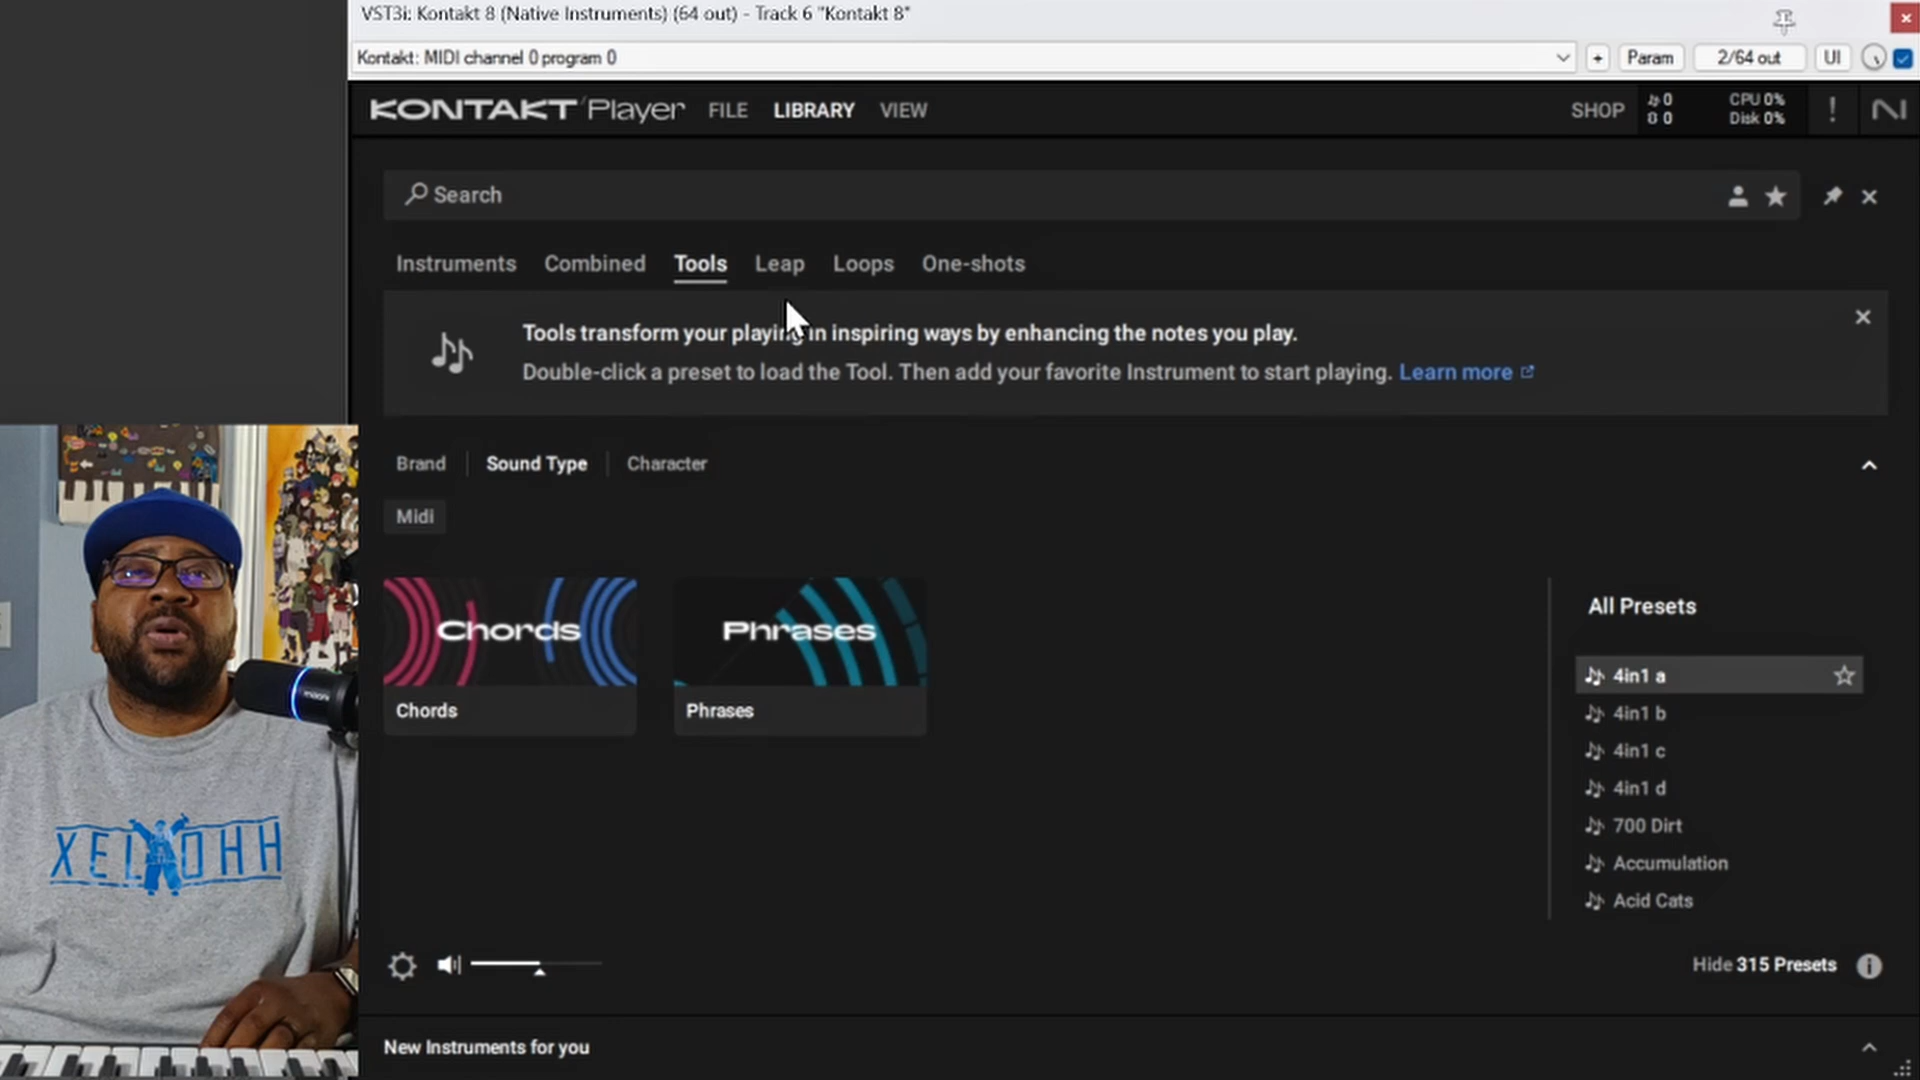 VST3i: Kontakt 8 (Native Instruments) (64 out) - Track 6 "Kontakt 8"
Kontakt: MIDI channel 0 program 0
+
Param
2/64 out
UI
KONTAKT Player
FILE
LIBRARY
VIEW
SHOP
0
0
CPU 0%
Disk 0%
!
Search
Instruments
Combined
Tools
Leap
Loops
One-shots
Tools transform your playing in inspiring ways by enhancing the notes you play.
Double-click a preset to load the Tool. Then add your favorite Instrument to start playing. Learn more
Brand
Sound Type
Character
Midi
Chords
Phrases
Chords
Phrases
All Presets
4in1 a
4in1 b
4in1 c
4in1 d
700 Dirt
Accumulation
Acid Cats
Hide 315 Presets
New Instruments for you